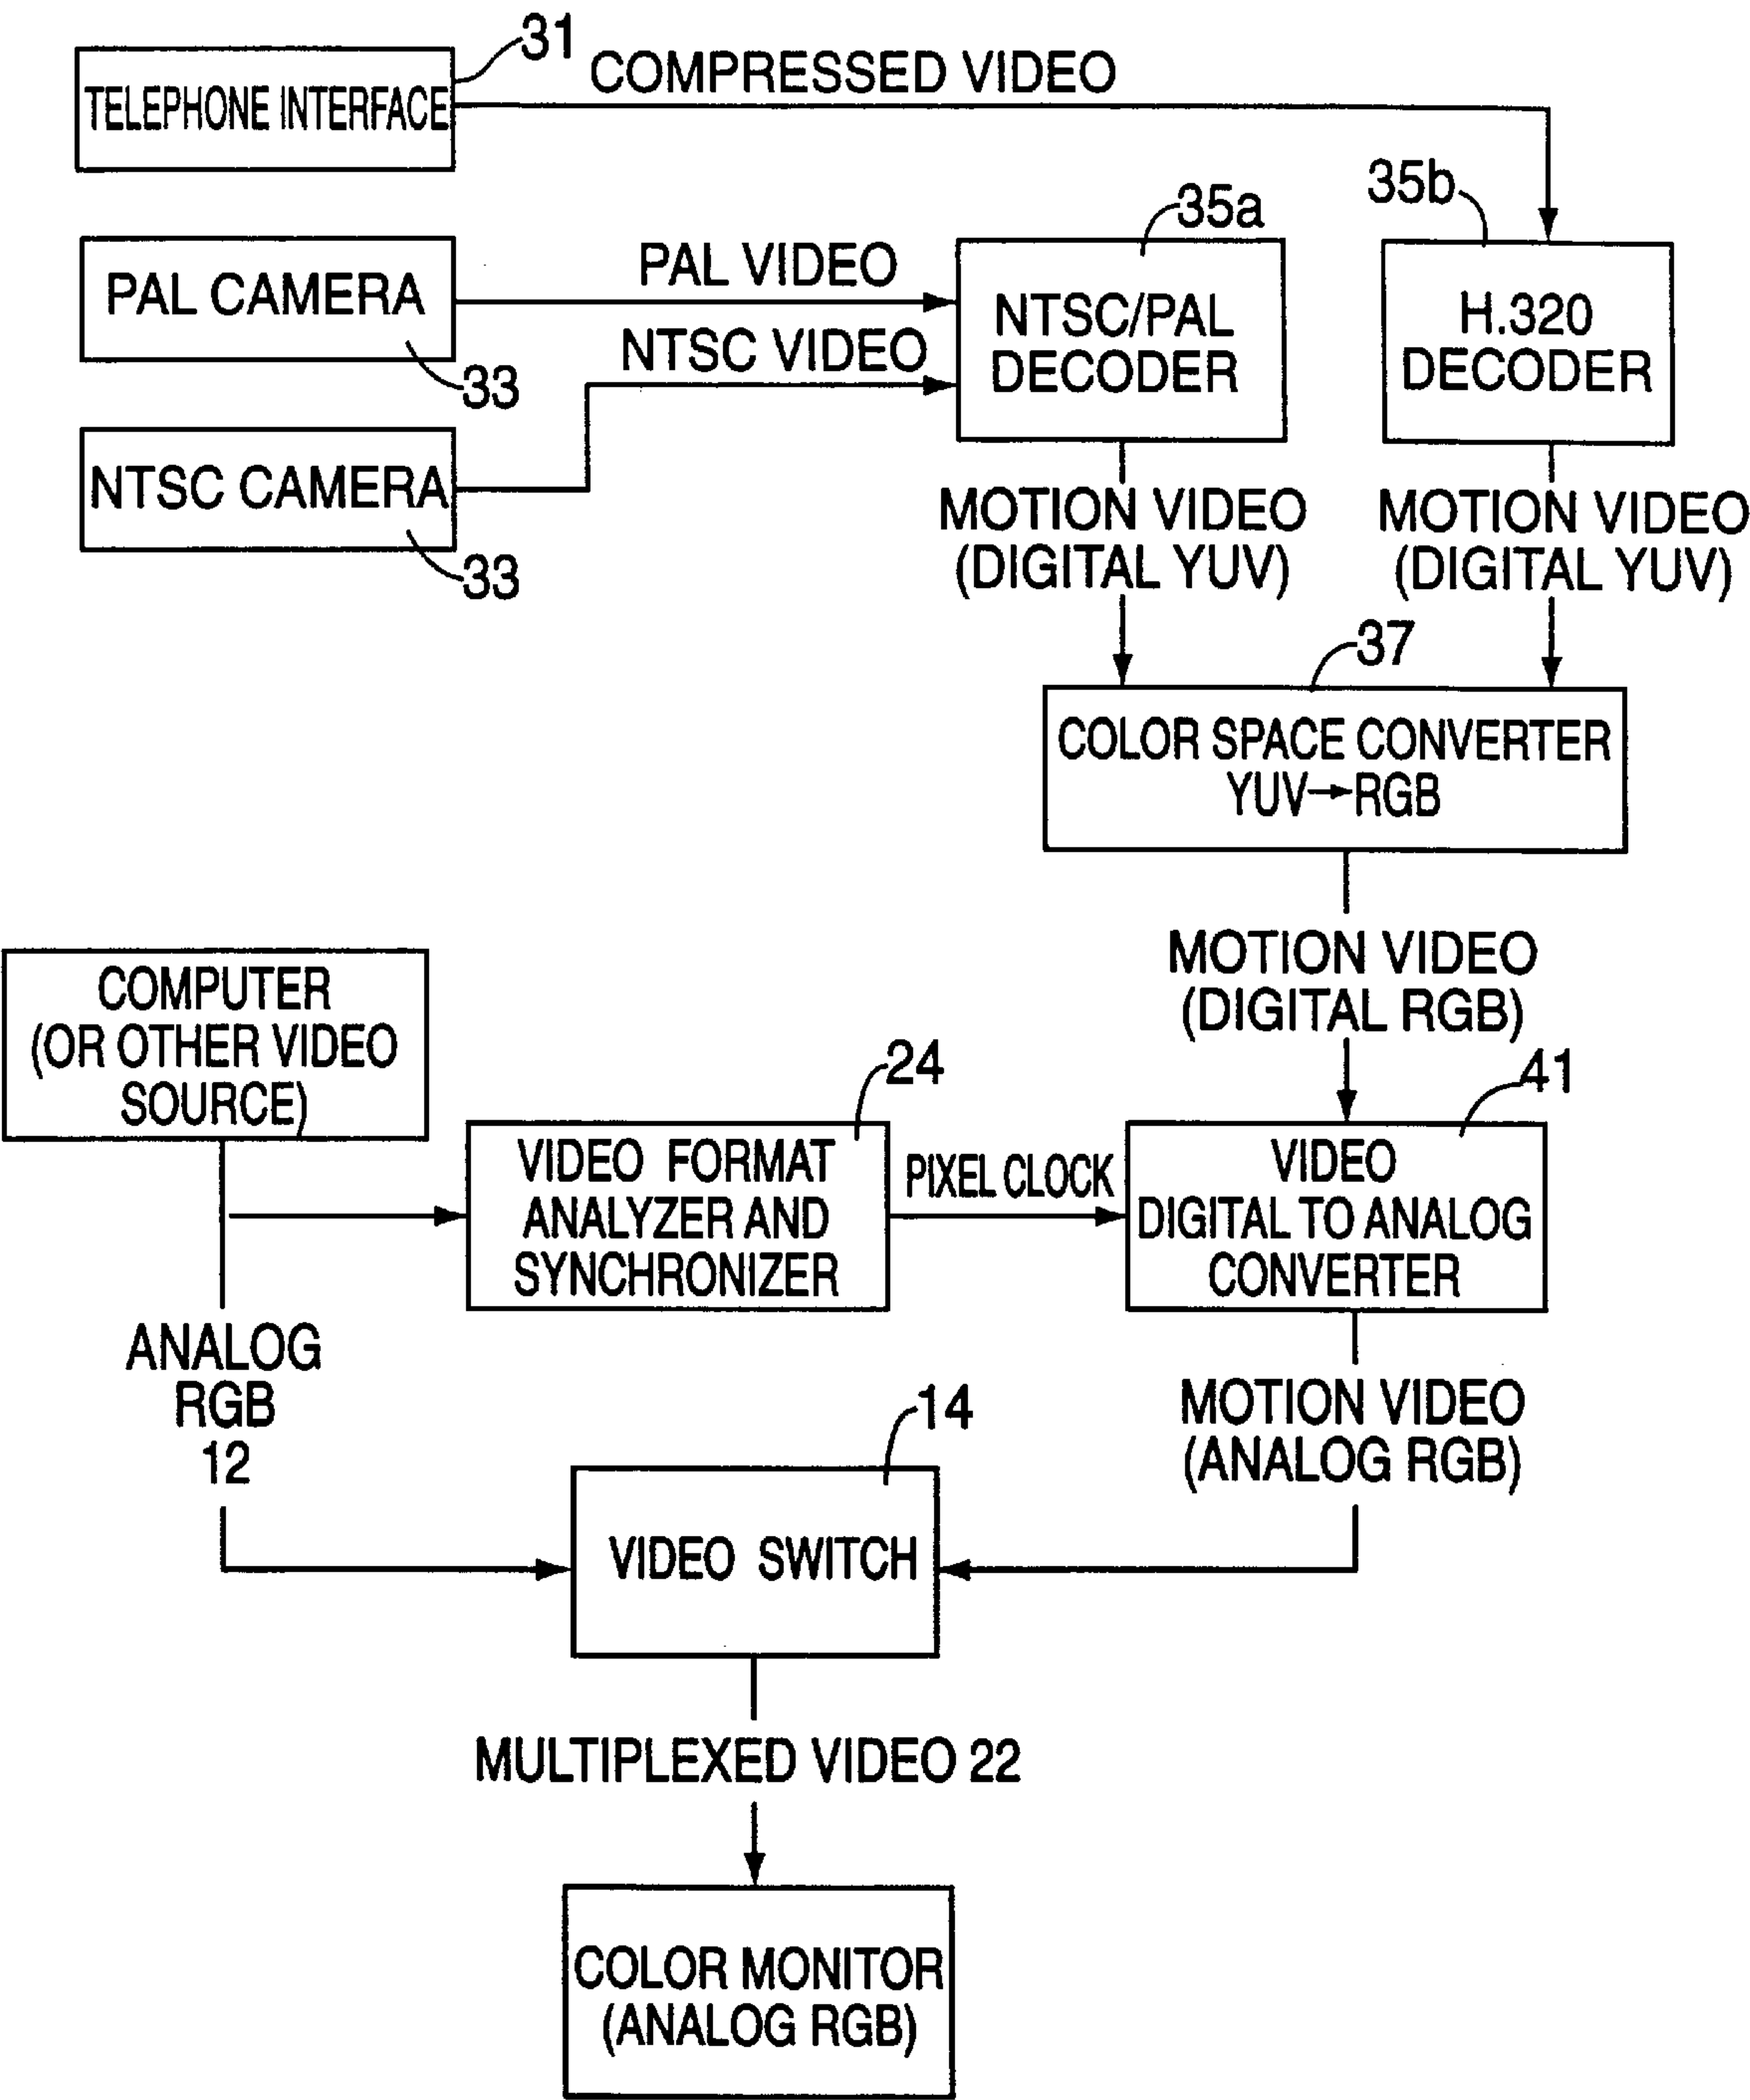 31
COMPRESSED VIDEO
TELEPHONE INTERFACE
35a
35b
PAL CAMERA
33
PAL VIDEO
NTSC VIDEO
NTSC/PAL
DECODER
H.320
DECODER
NTSC CAMERA
33
MOTION VIDEO
(DIGITAL YUV)
MOTION VIDEO
(DIGITAL YUV)
37
COLOR SPACE CONVERTER
YUV→RGB
MOTION VIDEO
(DIGITAL RGB)
COMPUTER
(OR OTHER VIDEO
SOURCE)
24
41
VIDEO FORMAT
ANALYZER AND
SYNCHRONIZER
PIXEL CLOCK
VIDEO
DIGITAL TO ANALOG
CONVERTER
ANALOG
RGB
12
MOTION VIDEO
(ANALOG RGB)
14
VIDEO SWITCH
MULTIPLEXED VIDEO 22
COLOR MONITOR
(ANALOG RGB)